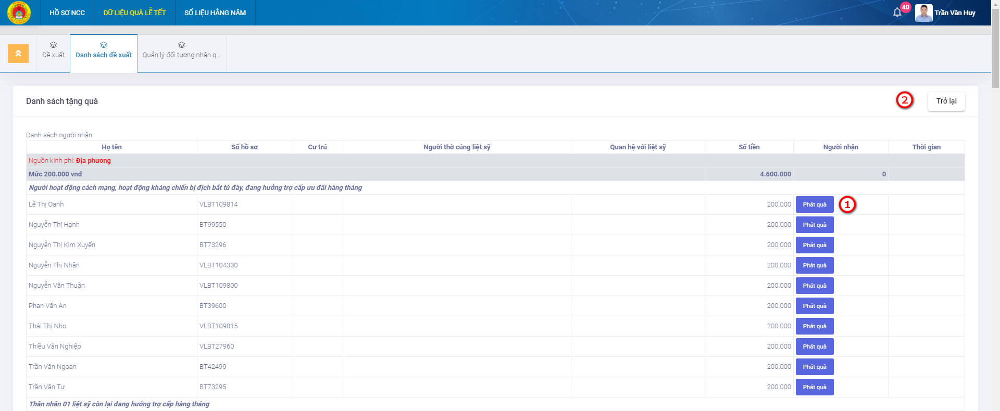 HỒ SƠ NCC DỮ LIỆU QUÀ LỄ TẾT SỐ LIỆU HẰNG NĂM 40 Trần Văn Huy
Đề xuất Danh sách đề xuất Quản lý đối tượng nhận q...
Danh sách tặng quà 2 Trở lại
Danh sách người nhận
Họ tên Số hồ sơ Cư trú Người thờ cúng liệt sỹ Quan hệ với liệt sỹ Số tiền Người nhận Thời gian
Nguồn kinh phí: Địa phương
Mức 200.000 vnđ 4.600.000 0
Người hoạt động cách mạng, hoạt động kháng chiến bị địch bắt tù đày, đang hưởng trợ cấp ưu đãi hàng tháng
Lê Thị Oanh VLBT109814 200.000 Phát quà 1
Nguyễn Thị Hạnh BT99550 200.000 Phát quà
Nguyễn Thị Kim Xuyến BT73296 200.000 Phát quà
Nguyễn Thị Nhân VLBT104330 200.000 Phát quà
Nguyễn Văn Thuận VLBT109800 200.000 Phát quà
Phan Văn An BT39600 200.000 Phát quà
Thái Thị Nho VLBT109815 200.000 Phát quà
Thiều Văn Nghiệp VLBT27960 200.000 Phát quà
Trần Văn Ngoan BT42499 200.000 Phát quà
Trần Văn Tư BT73295 200.000 Phát quà
Thân nhân 01 liệt sỹ còn lại đang hưởng trợ cấp hàng tháng